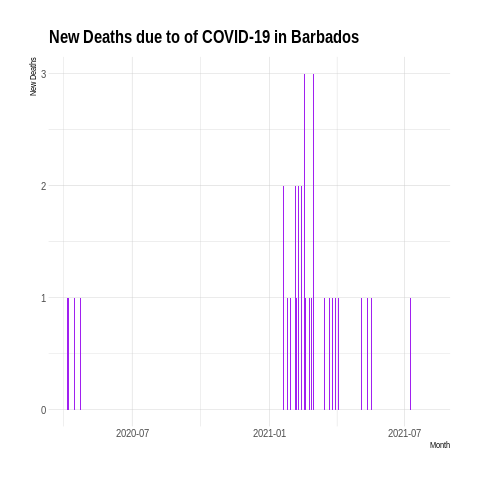 New Deaths due to of COVID-19 in Barbados
New Deaths
3
2
1
0
2020-07 2021-01 2021-07
Month